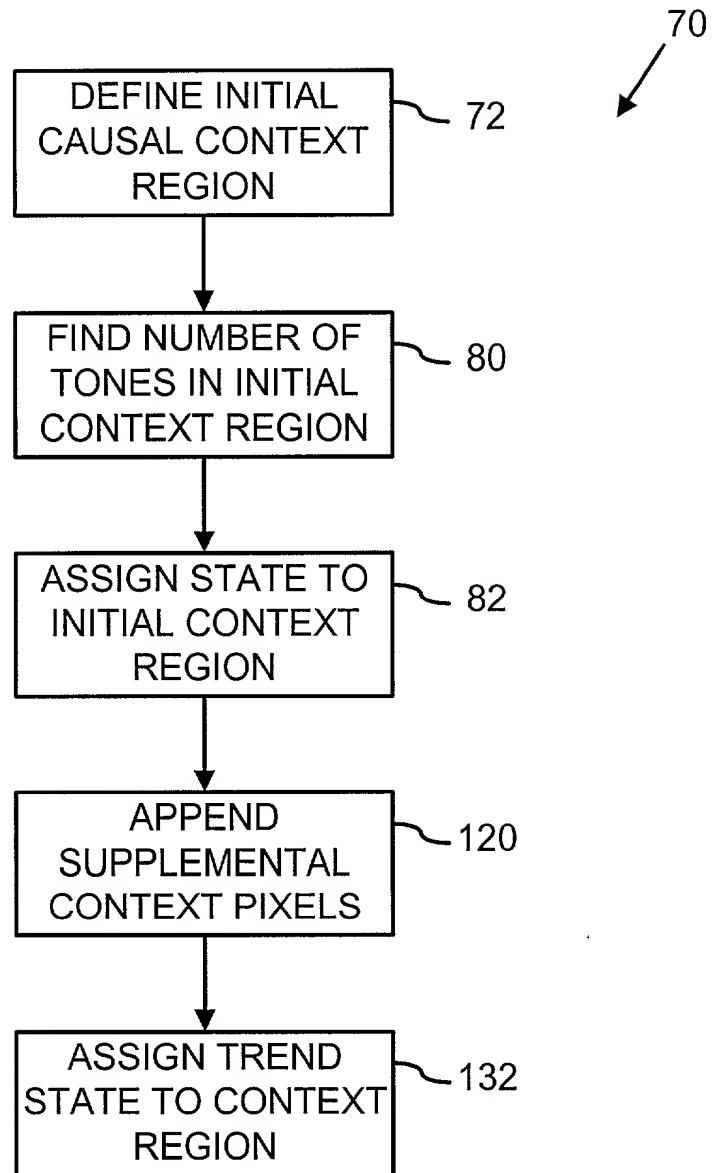 70
DEFINE INITIAL
CAUSAL CONTEXT
REGION
72
FIND NUMBER OF
TONES IN INITIAL
CONTEXT REGION
80
ASSIGN STATE TO
INITIAL CONTEXT
REGION
82
APPEND
SUPPLEMENTAL
CONTEXT PIXELS
120
ASSIGN TREND
STATE TO CONTEXT
REGION
132